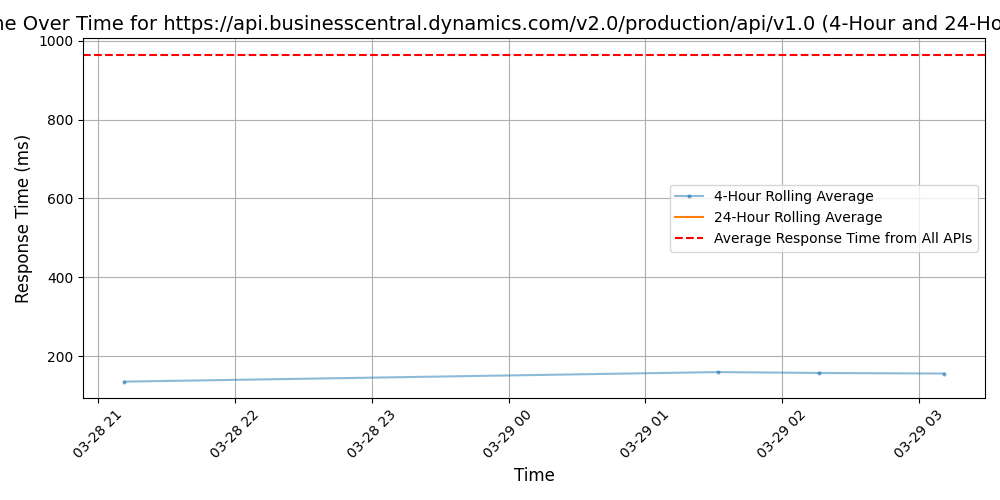 ne Over Time for https://api.businesscentral.dynamics.com/v2.0/production/api/v1.0 (4-Hour and 24-Ho
1000
800
600
400
200
Response Time (ms)
4-Hour Rolling Average
24-Hour Rolling Average
Average Response Time from All APIs
03-28 21
03-28 22
03-28 23
03-29 00
03-29 01
03-29 02
03-29 03
Time